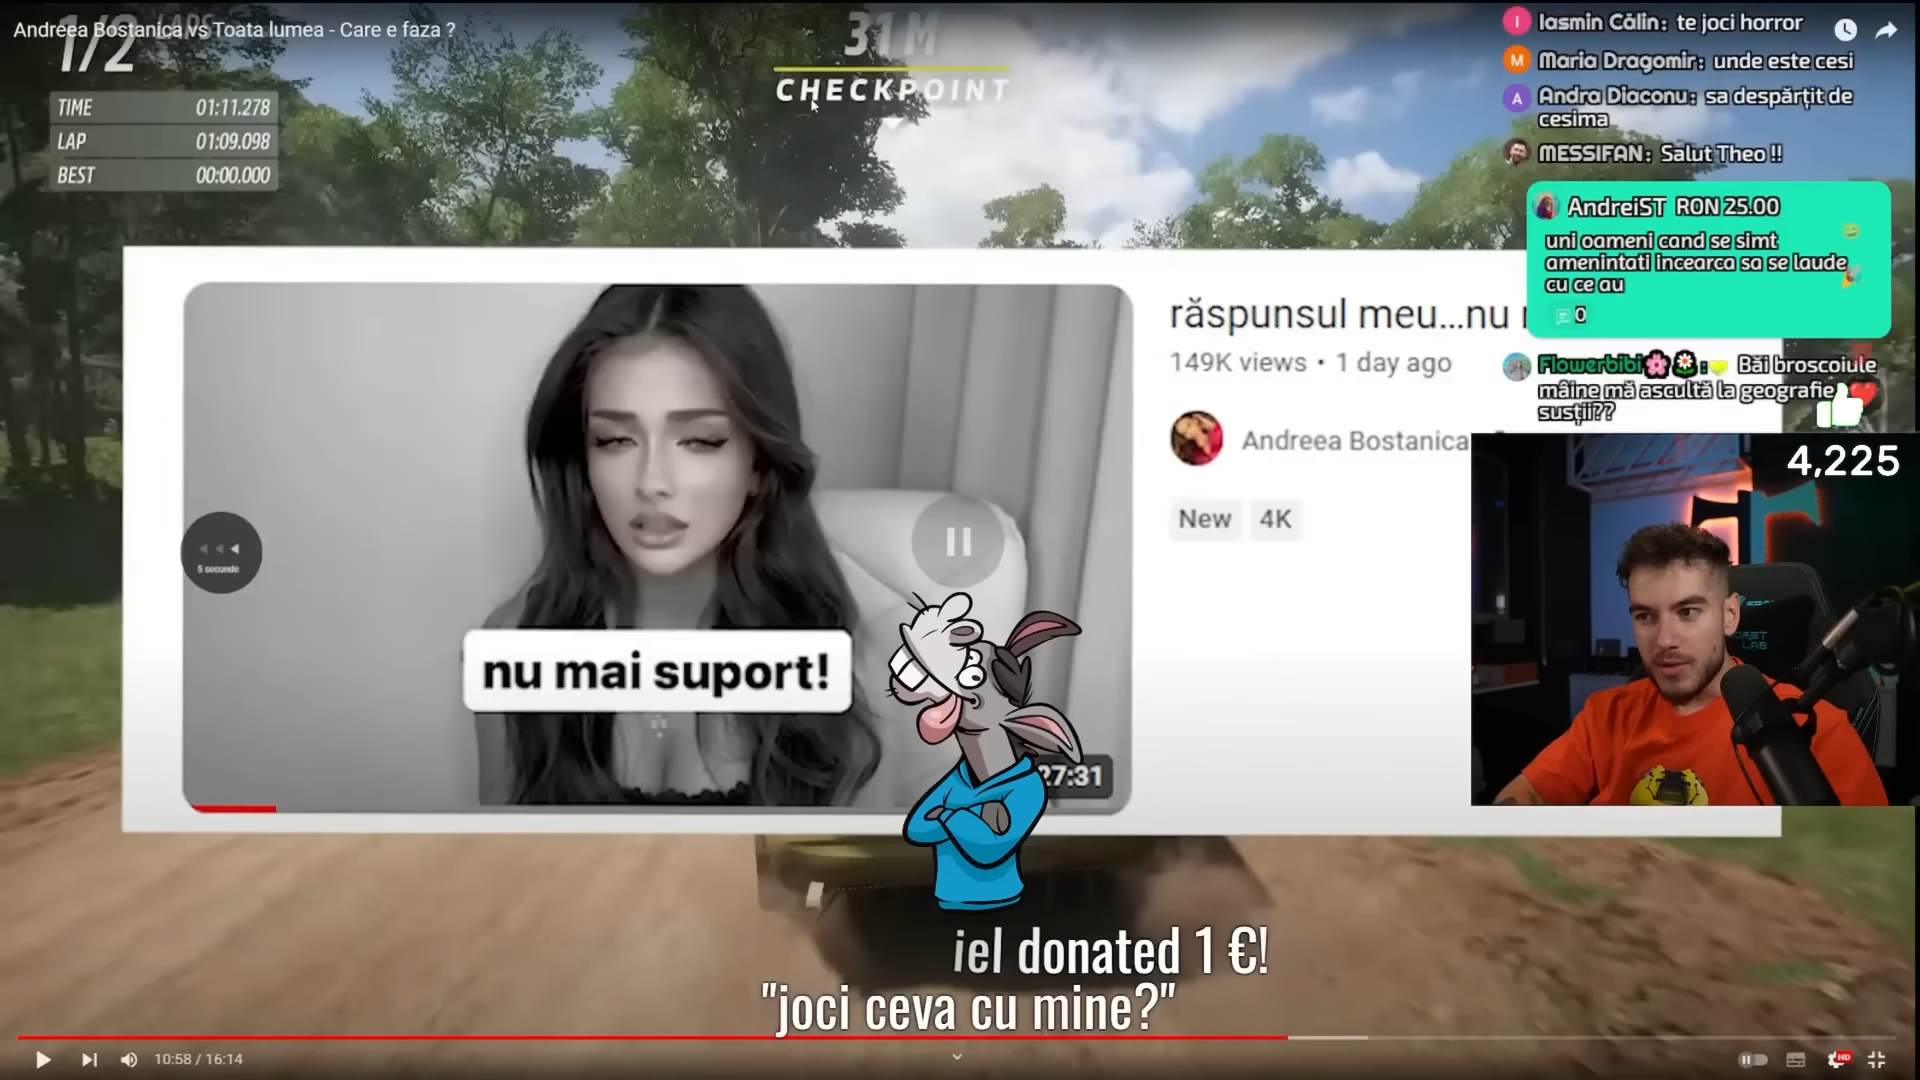 Andreea Bostanica vs Toata lumea - Care e faza ?
1/2 LAPS
31 M
CHECKPOINT
TIME 01:11.278
LAP 01:09.098
BEST 00:00.000
Iasmin Călin: te joci horror
Maria Dragomir: unde este cesi
Andra Diaconu: sa despărțit de
cesima
MESSIFAN: Salut Theo !!
AndreiST RON 25.00
uni oameni cand se simt
amenintati incearca sa se laude
cu ce au
0
Flowerbibi: Băi broscoiule
mâine mă ascultă la geografie
susții??
4,225
răspunsul meu...nu
149K views • 1 day ago
Andreea Bostanica
New 4K
5 secunde
nu mai suport!
27:31
iel donated 1 €!
"joci ceva cu mine?"
10:58 / 16:14
HD